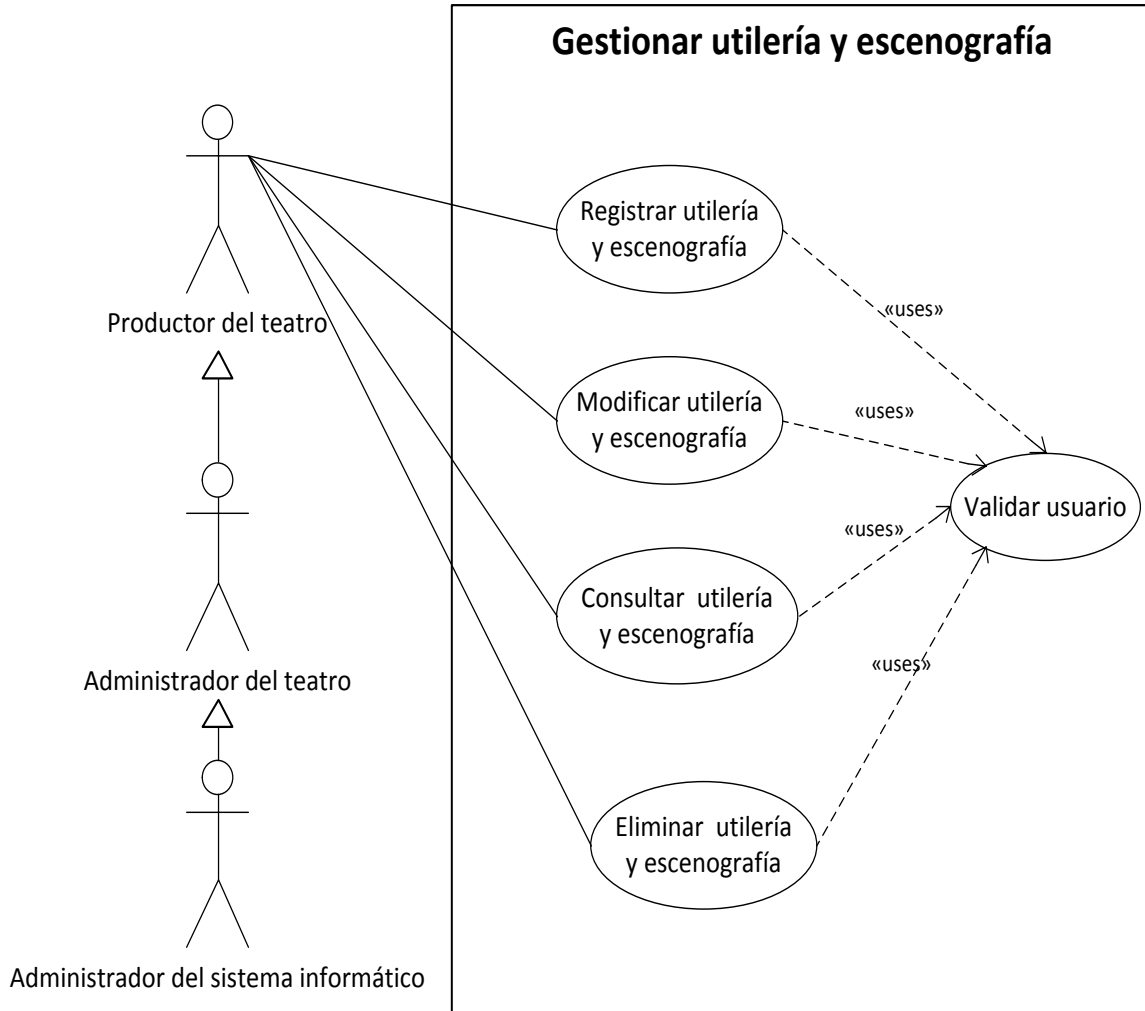 Gestionar utilería y escenografía
Registrar utilería
y escenografía
«uses»
Productor del teatro
Modificar utilería
y escenografía
«uses»
Validar usuario
«uses»
Consultar utilería
y escenografía
«uses»
Administrador del teatro
Eliminar utilería
y escenografía
Administrador del sistema informático